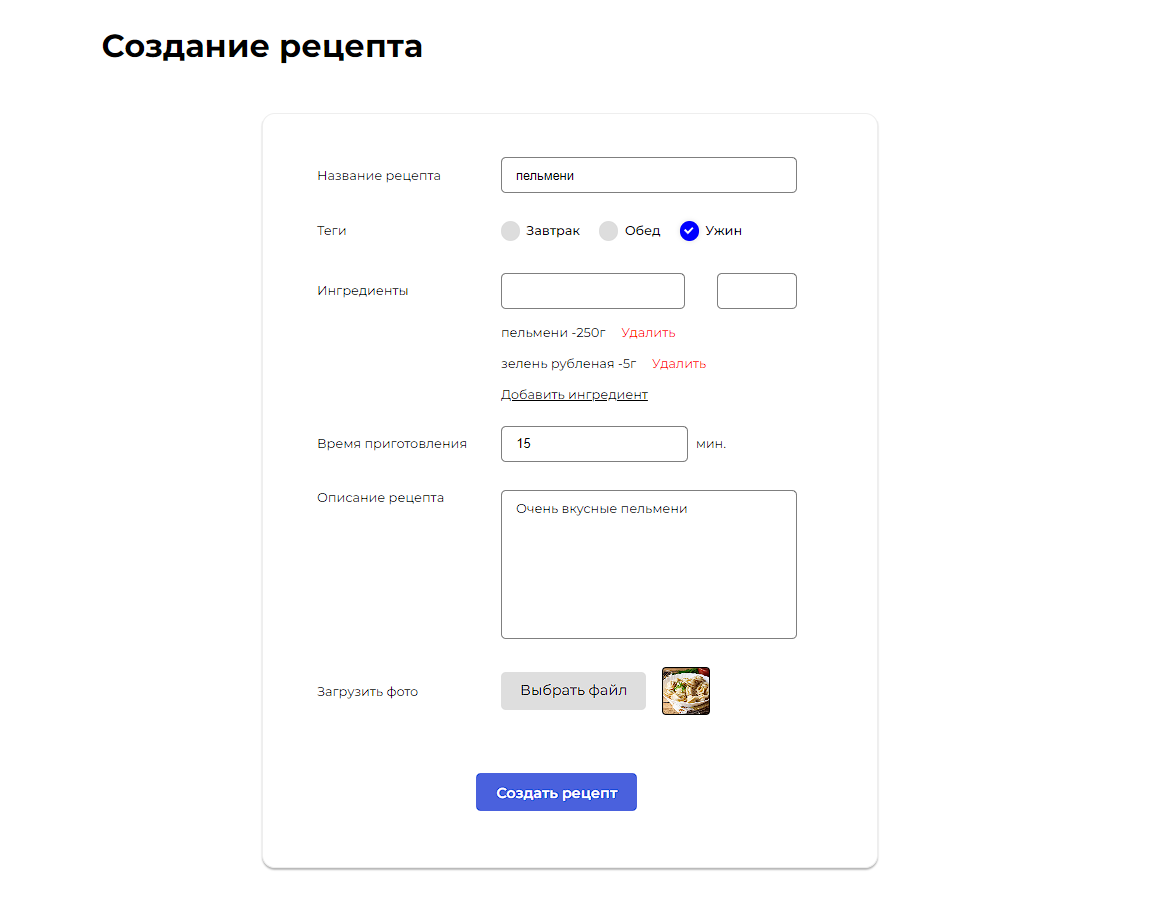 Создание рецепта
Название рецепта пельмени
Теги Завтрак Обед Ужин
Ингредиенты
пельмени -250г Удалить
зелень рубленая -5г Удалить
Добавить ингредиент
Время приготовления 15 мин.
Описание рецепта
Очень вкусные пельмени
Загрузить фото Выбрать файл
Создать рецепт